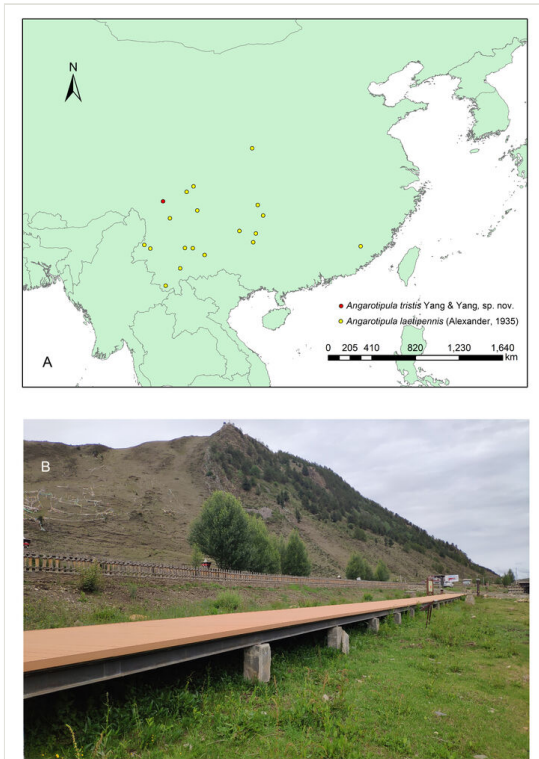 N
Angarotipula tristis Yang & Yang, sp. nov.
Angarotipula laetipennis (Alexander, 1935)
0 205 410 820 1,230 1,640
km
A
B